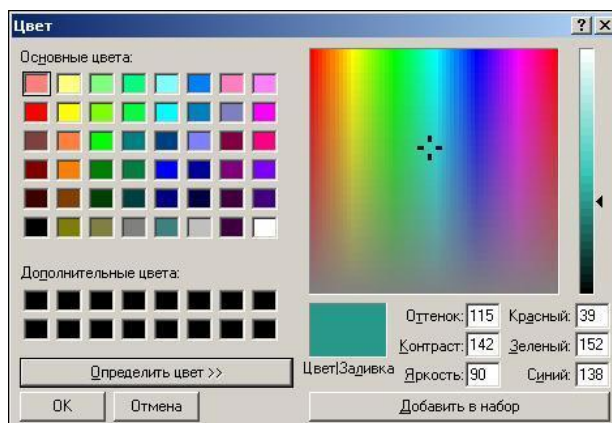 Цвет
Основные цвета:
Дополнительные цвета:
Определить цвет >>
OK
Отмена
Цвет|Заливка
Оттенок: 115
Контраст: 142
Яркость: 90
Красный: 39
Зеленый: 152
Синий: 138
Добавить в набор